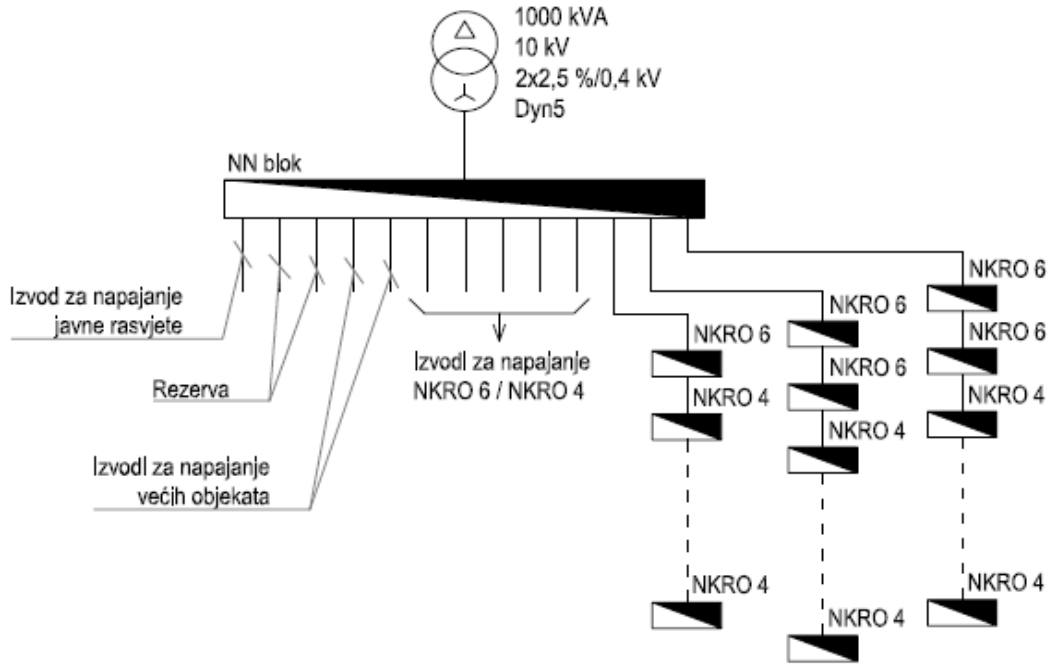 1000 kVA
10 kV
2x2,5 %/0,4 kV
Dyn5
NN blok
Izvod za napajanje
javne rasvjete
Rezerva
Izvodi za napajanje
većih objekata
Izvodi za napajanje
NKRO 6 / NKRO 4
NKRO 6
NKRO 4
NKRO 4
NKRO 6
NKRO 6
NKRO 4
NKRO 4
NKRO 6
NKRO 6
NKRO 4
NKRO 4